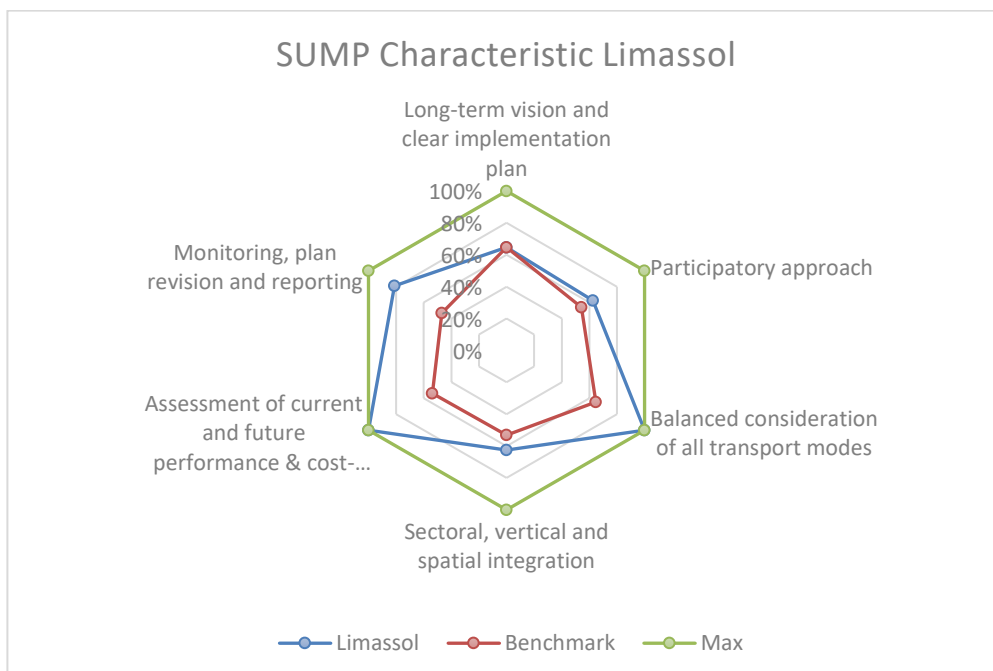 SUMP Characteristic Limassol
Long-term vision and
clear implementation
plan
100%
80%
60%
40%
20%
0%
Participatory approach
Balanced consideration
of all transport modes
Sectoral, vertical and
spatial integration
Assessment of current
and future
performance & cost-...
Monitoring, plan
revision and reporting
Limassol
Benchmark
Max